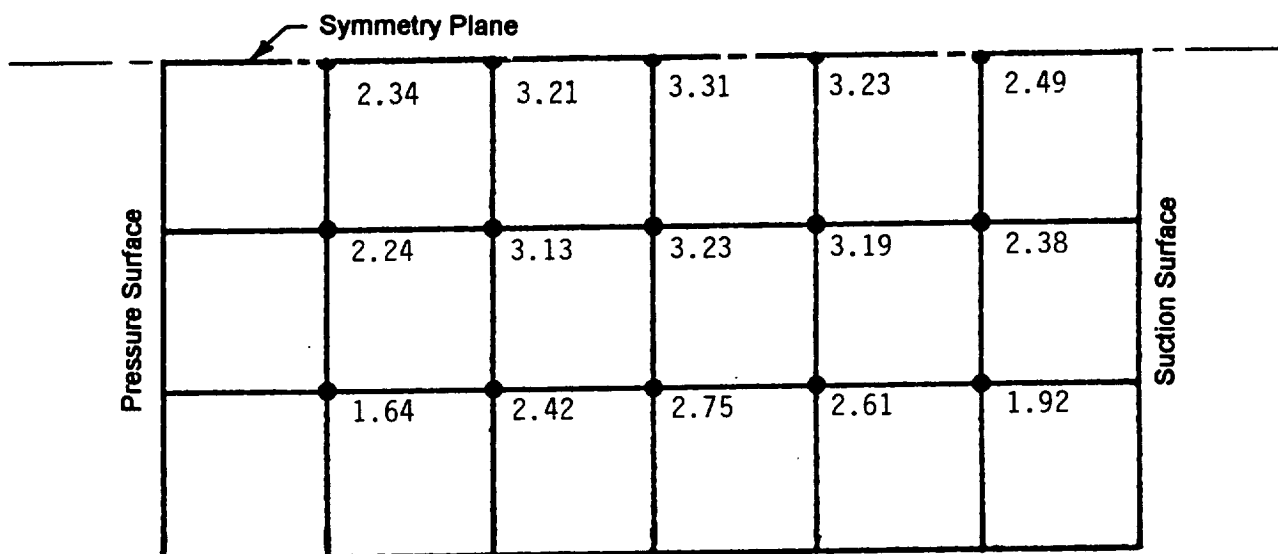 Symmetry Plane
2.34 3.21 3.31 3.23 2.49
Pressure Surface
2.24 3.13 3.23 3.19 2.38
Suction Surface
1.64 2.42 2.75 2.61 1.92